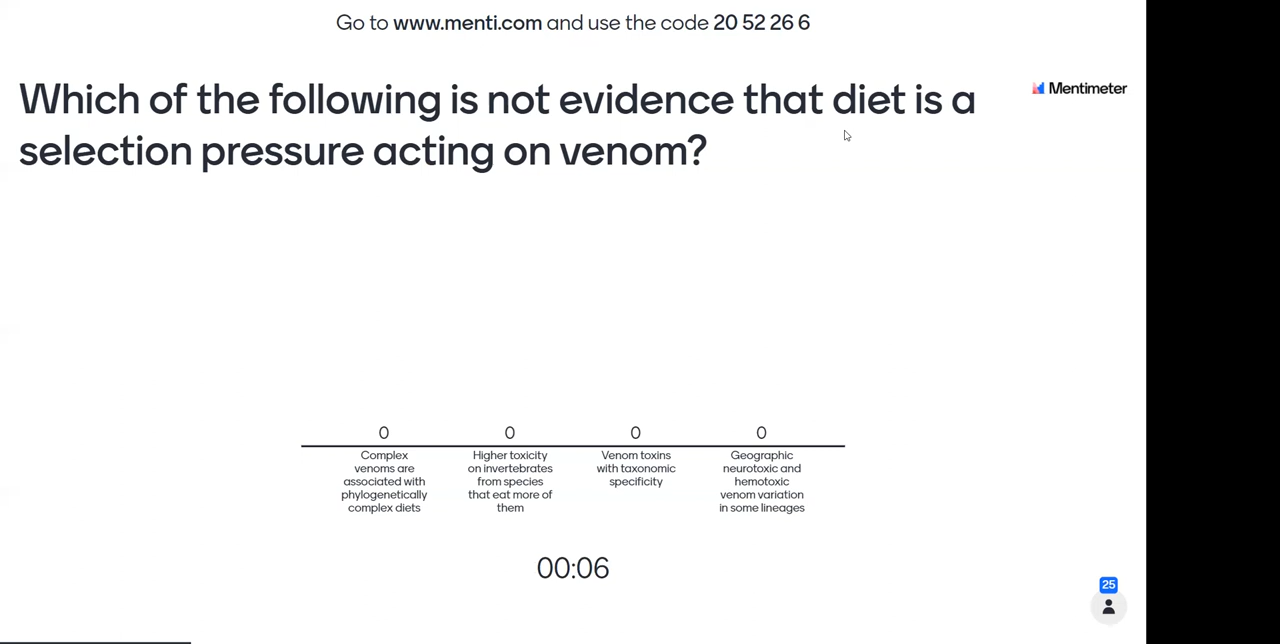 Go to www.menti.com and use the code 20 52 26 6
Which of the following is not evidence that diet is a
selection pressure acting on venom?
Mentimeter
0
0
0
0
Complex
venoms are
associated with
phylogenetically
complex diets
Higher toxicity
on invertebrates
from species
that eat more of
them
Venom toxins
with taxonomic
specificity
Geographic
neurotoxic and
hemotoxic
venom variation
in some lineages
00:06
25